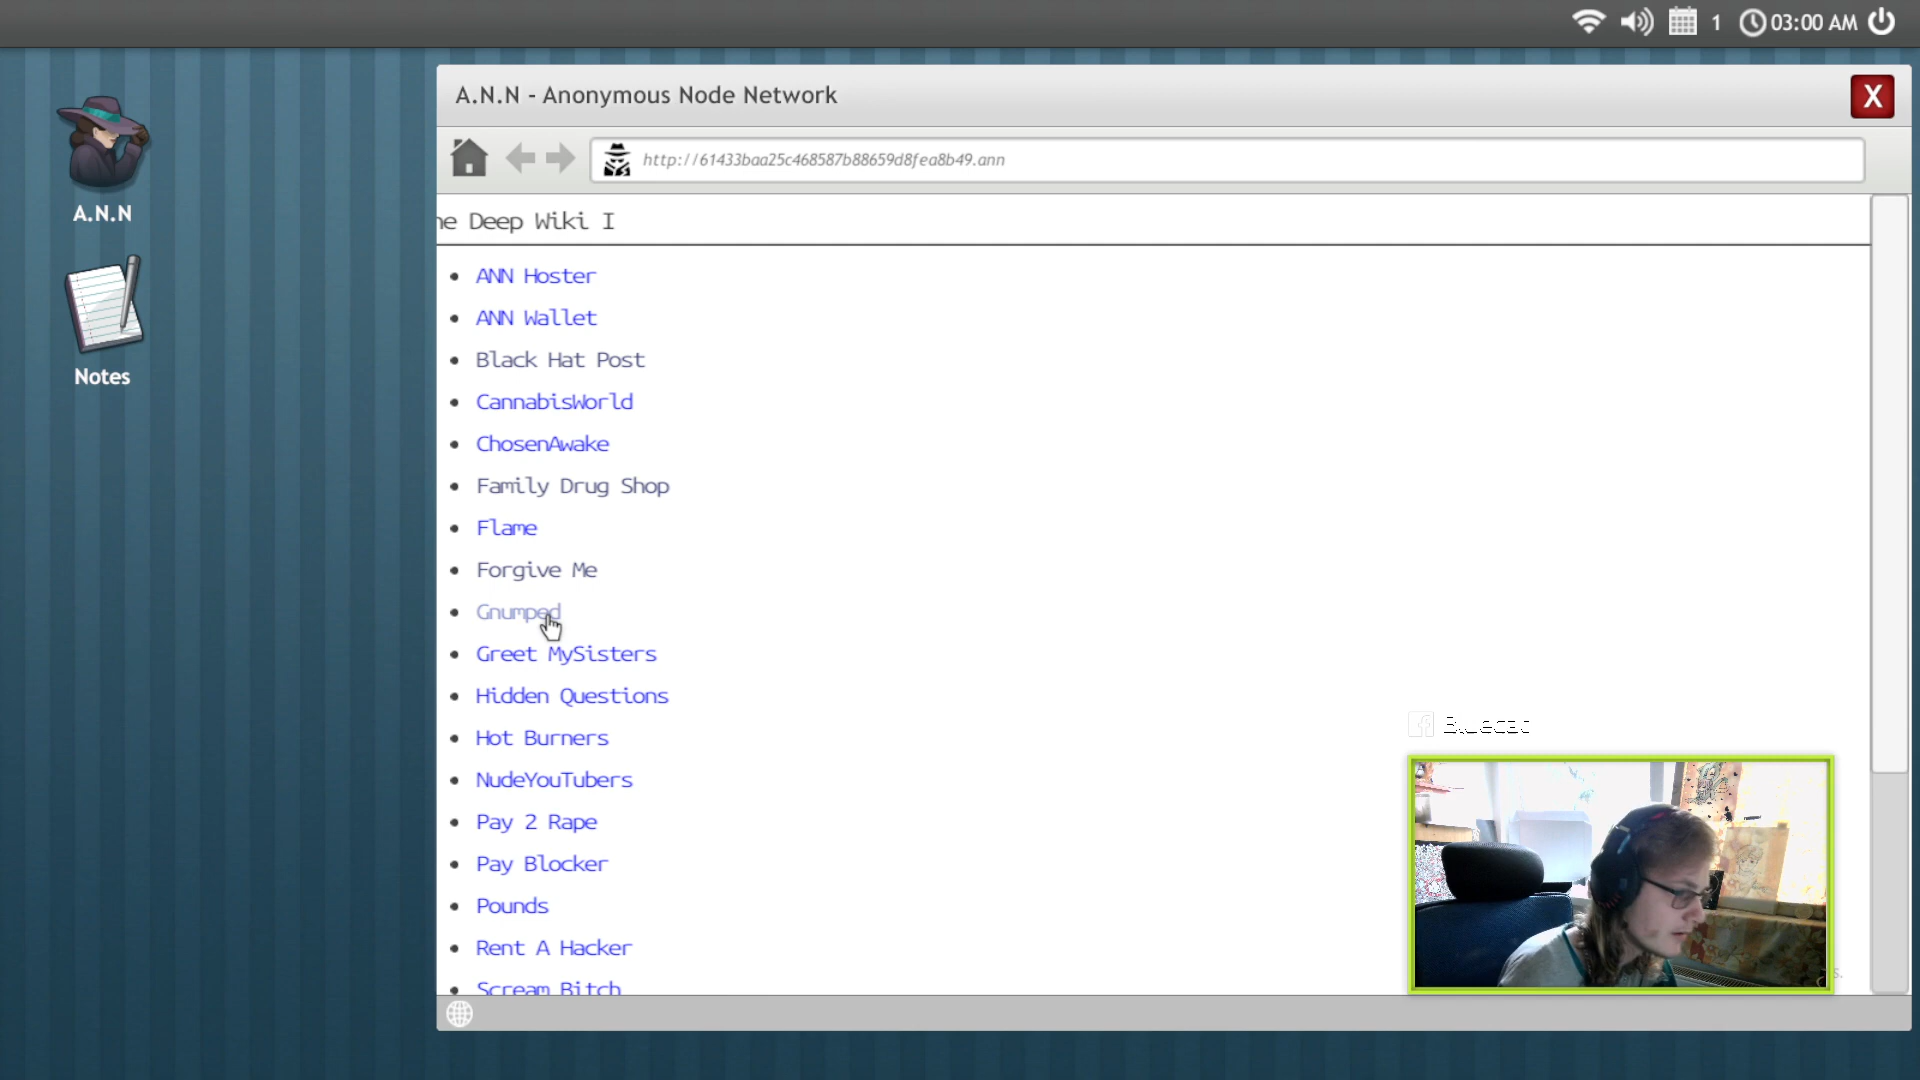 1 03:00 AM
A.N.N - Anonymous Node Network
X
http://61433baa25c468587b88659d8fea8b49.ann
A.N.N
Notes
he Deep Wiki I
ANN Hoster
ANN Wallet
Black Hat Post
CannabisWorld
ChosenAwake
Family Drug Shop
Flame
Forgive Me
Gnumped
Greet MySisters
Hidden Questions
Hot Burners
NudeYouTubers
Pay 2 Rape
Pay Blocker
Pounds
Rent A Hacker
Scream Bitch